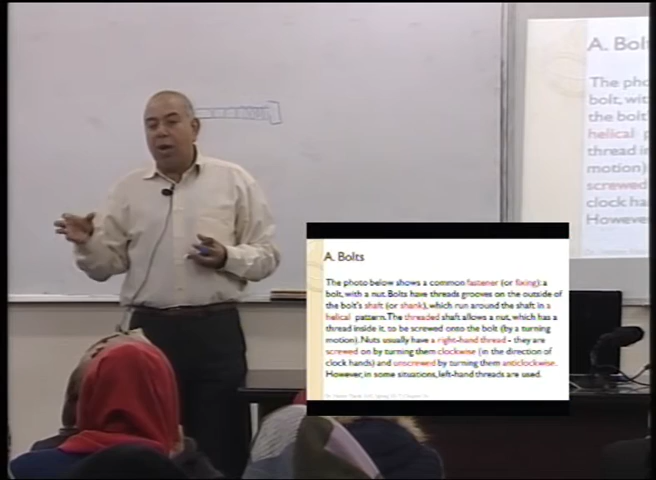 A. Bol
The pho
bolt, wit
the bolt'
helical p
thread in
motion)
screwed
clock ha
Howeve
A. Bolts
The photo below shows a common fastener (or fixing): a
bolt, with a nut. Bolts have threads grooves on the outside of
the bolt's shaft (or shank), which run around the shaft in a
helical pattern. The threaded shaft allows a nut, which has a
thread inside it, to be screwed onto the bolt (by a turning
motion). Nuts usually have a right-hand thread - they are
screwed on by turning them clockwise (in the direction of
clock hands) and unscrewed by turning them anticlockwise.
However, in some situations, left-hand threads are used.